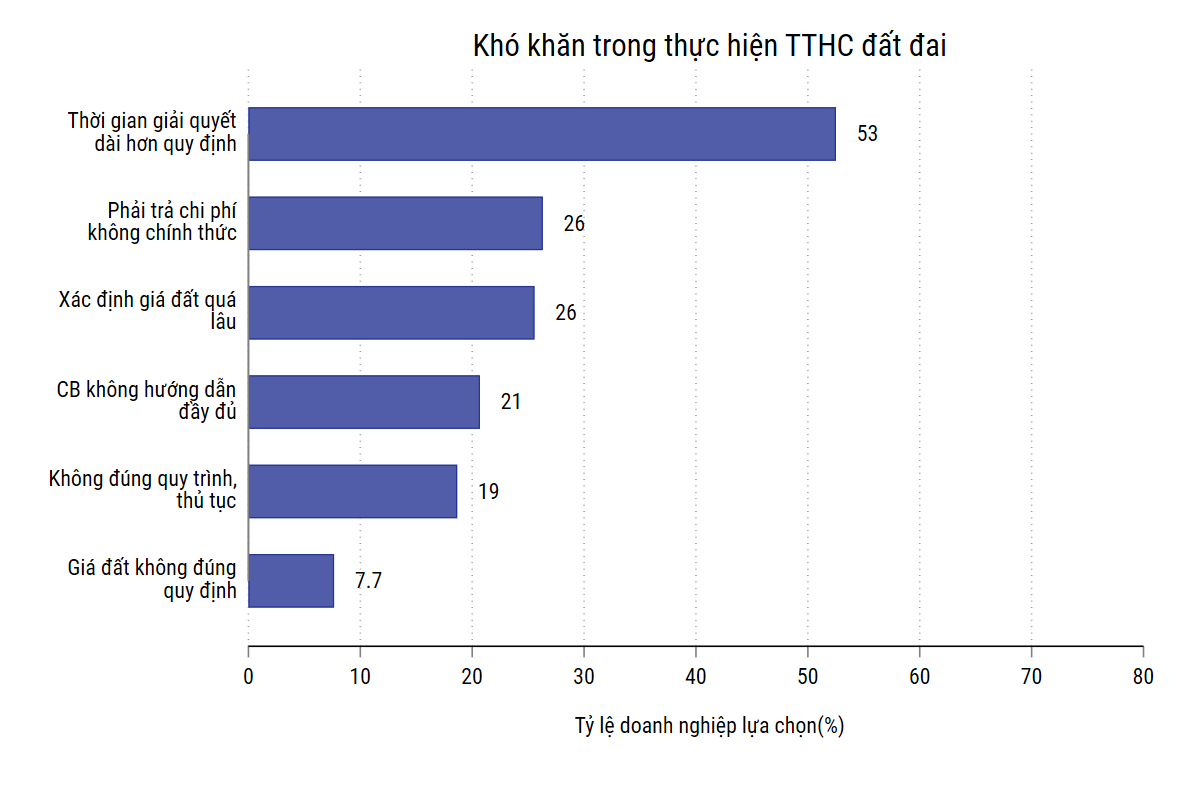 Khó khăn trong thực hiện TTHC đất đai
Thời gian giải quyết
dài hơn quy định
53
Phải trả chi phí
không chính thức
26
Xác định giá đất quá
lâu
26
CB không hướng dẫn
đầy đủ
21
Không đúng quy trình,
thủ tục
19
Giá đất không đúng
quy định
7.7
0 10 20 30 40 50 60 70 80
Tỷ lệ doanh nghiệp lựa chọn(%)